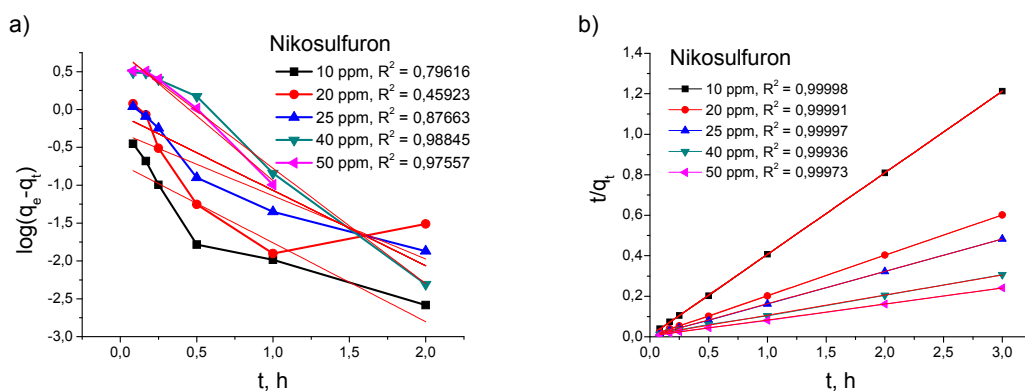 a)
Nikosulfuron
10 ppm, R² = 0,79616
20 ppm, R² = 0,45923
25 ppm, R² = 0,87663
40 ppm, R² = 0,98845
50 ppm, R² = 0,97557
0,5
0,0
-0,5
-1,0
-1,5
-2,0
-2,5
-3,0
log(qe-qt)
0,0 0,5 1,0 1,5 2,0
t, h
b)
Nikosulfuron
10 ppm, R² = 0,99998
20 ppm, R² = 0,99991
25 ppm, R² = 0,99997
40 ppm, R² = 0,99936
50 ppm, R² = 0,99973
1,4
1,2
1,0
0,8
0,6
0,4
0,2
0,0
t/qt
0,0 0,5 1,0 1,5 2,0 2,5 3,0
t, h